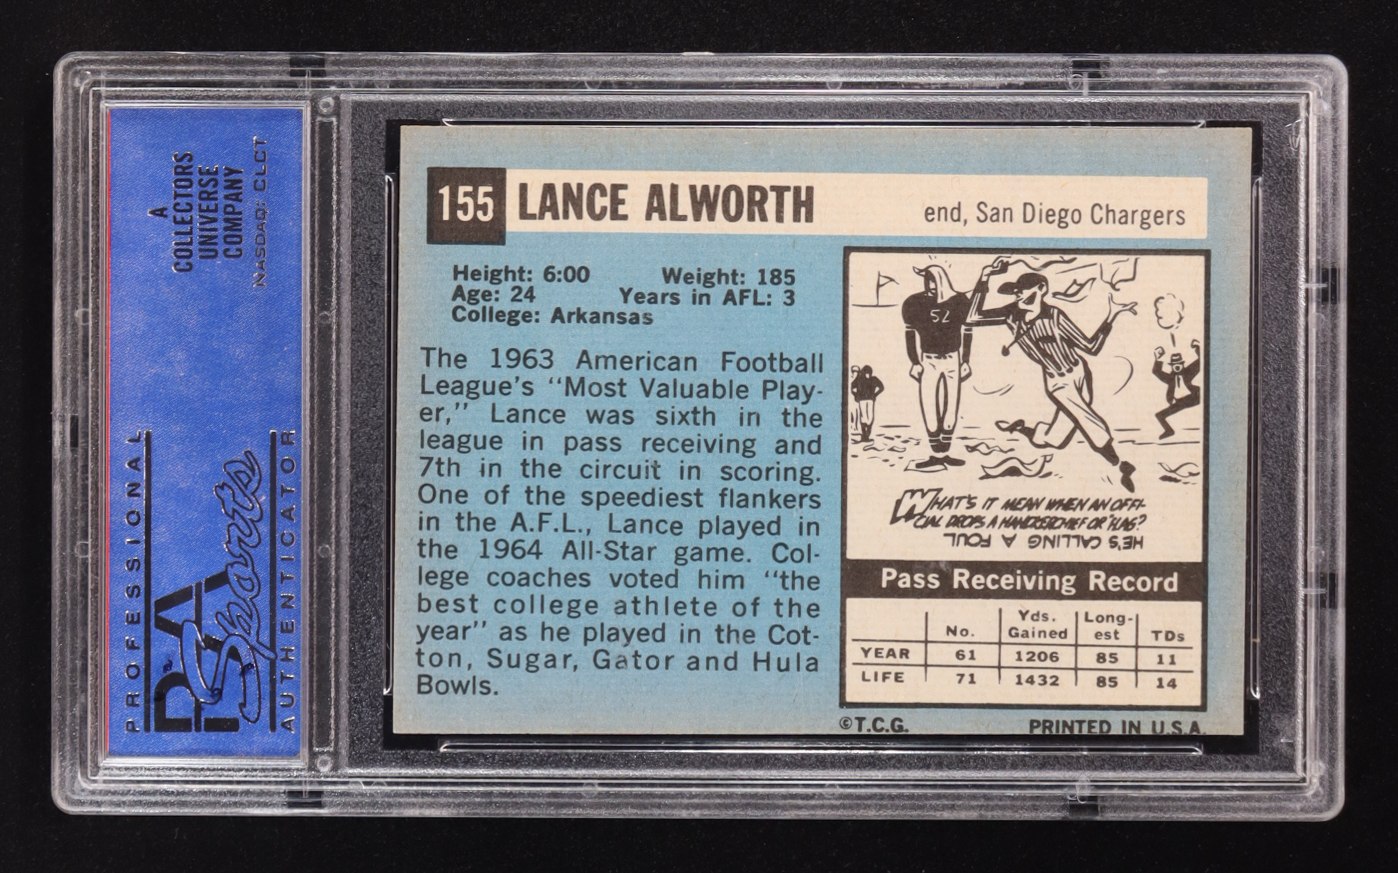 A
COLLECTORS
UNIVERSE
COMPANY
NASDAQ: CLCT
PROFESSIONAL
PSA
Sports
AUTHENTICATOR
155 LANCE ALWORTH
end, San Diego Chargers
Height: 6:00 Weight: 185
Age: 24 Years in AFL: 3
College: Arkansas
The 1963 American Football
League's "Most Valuable Play-
er," Lance was sixth in the
league in pass receiving and
7th in the circuit in scoring.
One of the speediest flankers
in the A.F.L., Lance played in
the 1964 All-Star game. Col-
lege coaches voted him "the
best college athlete of the
year" as he played in the Cot-
ton, Sugar, Gator and Hula
Bowls.
52
WHAT'S IT MEAN WHEN AN OFFI-
CIAL DROPS A HANDKERCHIEF OR FLAG?
HE'S CALLING A FOUL
Pass Receiving Record
No. Yds. Gained Long-est TDs
YEAR 61 1206 85 11
LIFE 71 1432 85 14
©T.C.G. PRINTED IN U.S.A.